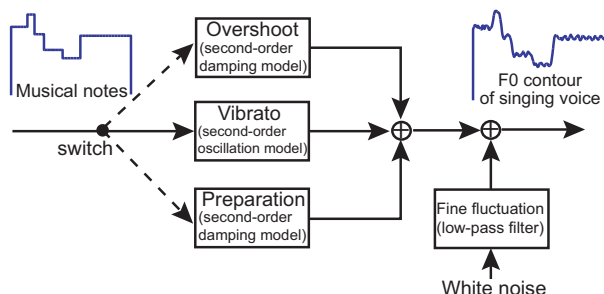 Musical notes
switch
Overshoot
(second-order
damping model)
Vibrato
(second-order
oscillation model)
Preparation
(second-order
damping model)
F0 contour
of singing voice
Fine fluctuation
(low-pass filter)
White noise